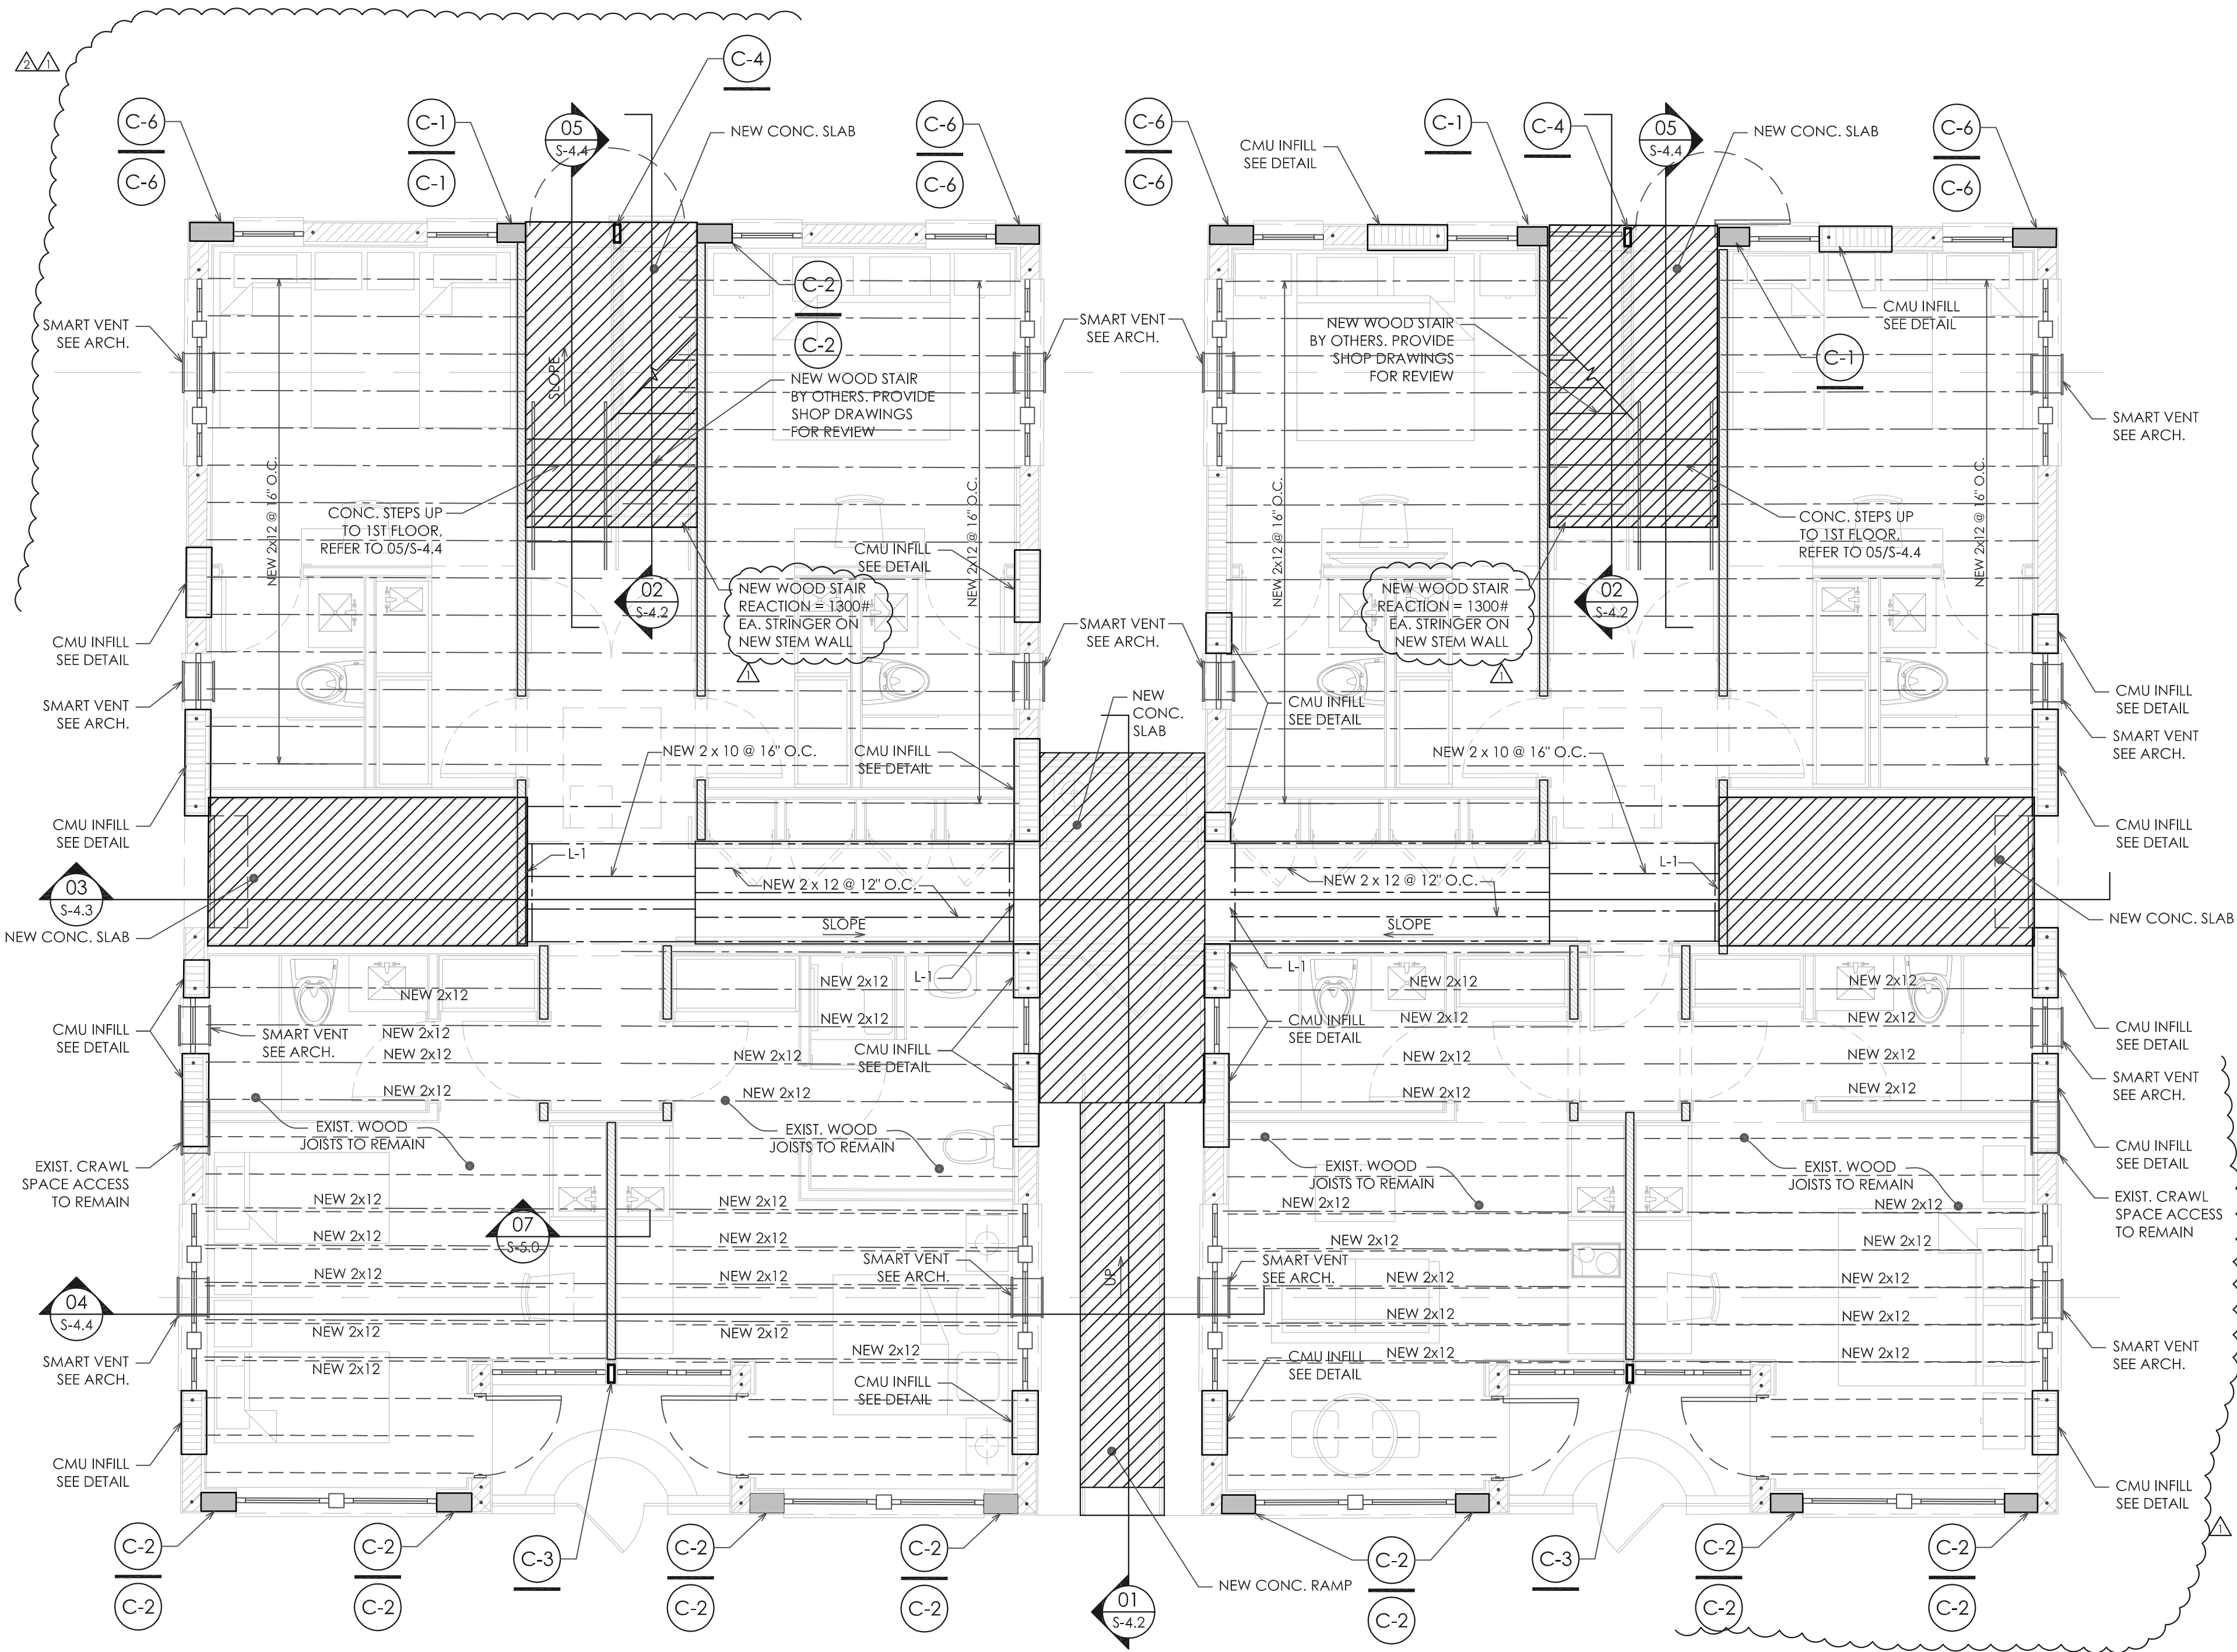 2 1
C-4
C-6
C-6
C-1
C-1
05
S-4.4
NEW CONC. SLAB
C-6
C-6
C-6
C-6
CMU INFILL
SEE DETAIL
C-1
C-4
05
S-4.4
NEW CONC. SLAB
C-6
C-6
SMART VENT
SEE ARCH.
SLOPE
C-2
C-2
NEW WOOD STAIR
BY OTHERS. PROVIDE
SHOP DRAWINGS
FOR REVIEW
SMART VENT
SEE ARCH.
NEW WOOD STAIR
BY OTHERS. PROVIDE
SHOP DRAWINGS
FOR REVIEW
CMU INFILL
SEE DETAIL
C-1
SMART VENT
SEE ARCH.
NEW 2x12 @ 16" O.C.
CONC. STEPS UP
TO 1ST FLOOR,
REFER TO 05/S-4.4
NEW 2x12 @ 16" O.C.
NEW 2x12 @ 16" O.C.
CONC. STEPS UP
TO 1ST FLOOR,
REFER TO 05/S-4.4
NEW 2x12 @ 16" O.C.
CMU INFILL
SEE DETAIL
02
S-4.2
NEW WOOD STAIR
REACTION = 1300#
EA. STRINGER ON
NEW STEM WALL
1
SMART VENT
SEE ARCH.
NEW WOOD STAIR
REACTION = 1300#
EA. STRINGER ON
NEW STEM WALL
1
02
S-4.2
CMU INFILL
SEE DETAIL
SMART VENT
SEE ARCH.
NEW
CONC.
SLAB
CMU INFILL
SEE DETAIL
CMU INFILL
SEE DETAIL
SMART VENT
SEE ARCH.
NEW 2 x 10 @ 16" O.C.
CMU INFILL
SEE DETAIL
NEW 2 x 10 @ 16" O.C.
CMU INFILL
SEE DETAIL
CMU INFILL
SEE DETAIL
L-1
NEW 2 x 12 @ 12" O.C.
NEW 2 x 12 @ 12" O.C.
L-1
03
S-4.3
NEW CONC. SLAB
SLOPE
SLOPE
NEW CONC. SLAB
L-1
L-1
NEW 2x12
NEW 2x12
NEW 2x12
NEW 2x12
NEW 2x12
NEW 2x12
NEW 2x12
NEW 2x12
CMU INFILL
SEE DETAIL
SMART VENT
SEE ARCH.
CMU INFILL
SEE DETAIL
CMU INFILL
SEE DETAIL
CMU INFILL
SEE DETAIL
NEW 2x12
NEW 2x12
NEW 2x12
NEW 2x12
SMART VENT
SEE ARCH.
NEW 2x12
NEW 2x12
NEW 2x12
NEW 2x12
EXIST. WOOD
JOISTS TO REMAIN
EXIST. WOOD
JOISTS TO REMAIN
EXIST. WOOD
JOISTS TO REMAIN
EXIST. WOOD
JOISTS TO REMAIN
CMU INFILL
SEE DETAIL
EXIST. CRAWL
SPACE ACCESS
TO REMAIN
EXIST. CRAWL
SPACE ACCESS
TO REMAIN
NEW 2x12
NEW 2x12
NEW 2x12
NEW 2x12
07
S-5.0
NEW 2x12
NEW 2x12
NEW 2x12
NEW 2x12
SMART VENT
SEE ARCH.
SMART VENT
SEE ARCH.
UP
NEW 2x12
NEW 2x12
NEW 2x12
NEW 2x12
04
S-4.4
NEW 2x12
NEW 2x12
NEW 2x12
NEW 2x12
SMART VENT
SEE ARCH.
NEW 2x12
NEW 2x12
CMU INFILL
SEE DETAIL
NEW 2x12
NEW 2x12
SMART VENT
SEE ARCH.
CMU INFILL
SEE DETAIL
CMU INFILL
SEE DETAIL
CMU INFILL
SEE DETAIL
1
C-2
C-2
C-2
C-2
C-3
C-2
C-2
C-2
C-2
01
S-4.2
NEW CONC. RAMP
C-2
C-2
C-3
C-2
C-2
C-2
C-2